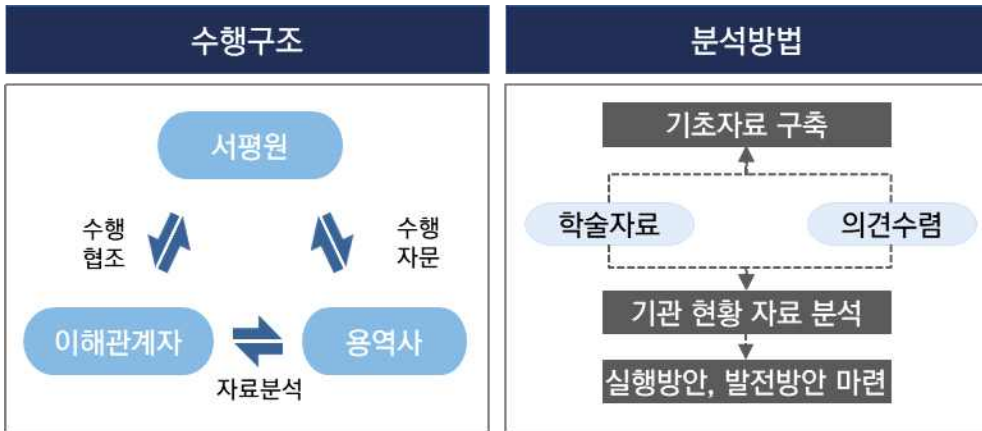 수행구조
서평원
수행
협조
수행
자문
이해관계자
용역사
자료분석
분석방법
기초자료 구축
학술자료
의견수렴
기관 현황 자료 분석
실행방안, 발전방안 마련